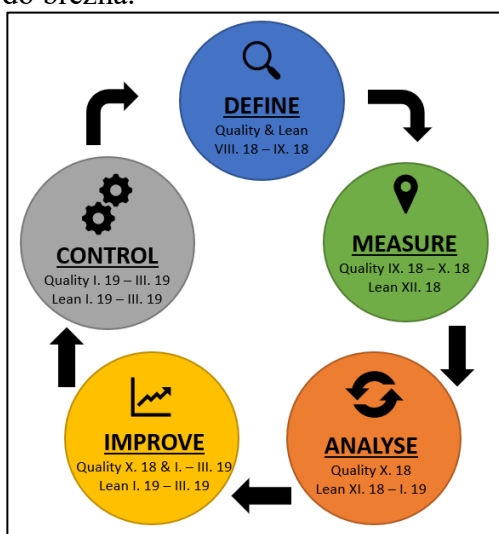 do března.
DEFINE
Quality & Lean
VIII. 18 – IX. 18
MEASURE
Quality IX. 18 – X. 18
Lean XII. 18
ANALYSE
Quality X. 18
Lean XI. 18 – I. 19
IMPROVE
Quality X. 18 & I. – III. 19
Lean I. 19 – III. 19
CONTROL
Quality I. 19 – III. 19
Lean I. 19 – III. 19